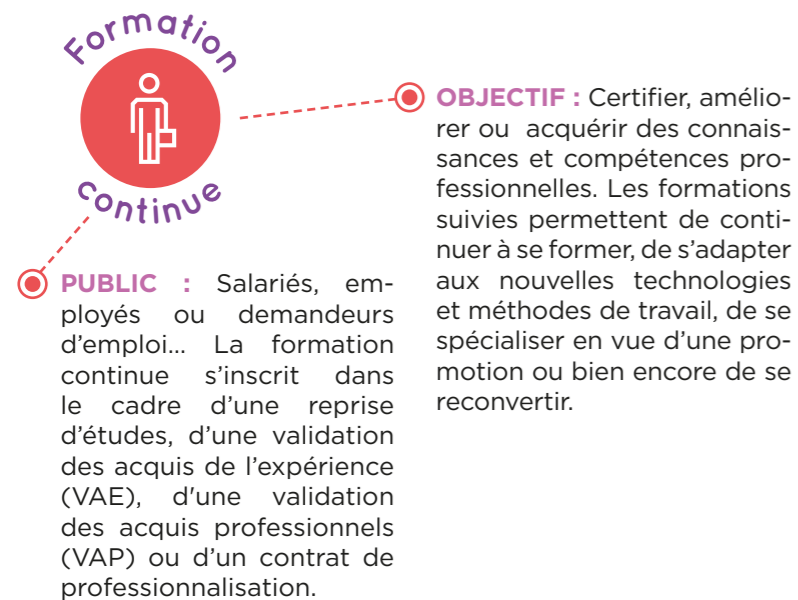 Formation
continue
OBJECTIF : Certifier, amélio-
rer ou acquérir des connais-
sances et compétences pro-
fessionnelles. Les formations
suivies permettent de conti-
nuer à se former, de s’adapter
aux nouvelles technologies
et méthodes de travail, de se
spécialiser en vue d’une pro-
motion ou bien encore de se
reconvertir.
PUBLIC : Salariés, em-
ployés ou demandeurs
d’emploi... La formation
continue s’inscrit dans
le cadre d’une reprise
d’études, d’une validation
des acquis de l’expérience
(VAE), d'une validation
des acquis professionnels
(VAP) ou d’un contrat de
professionnalisation.